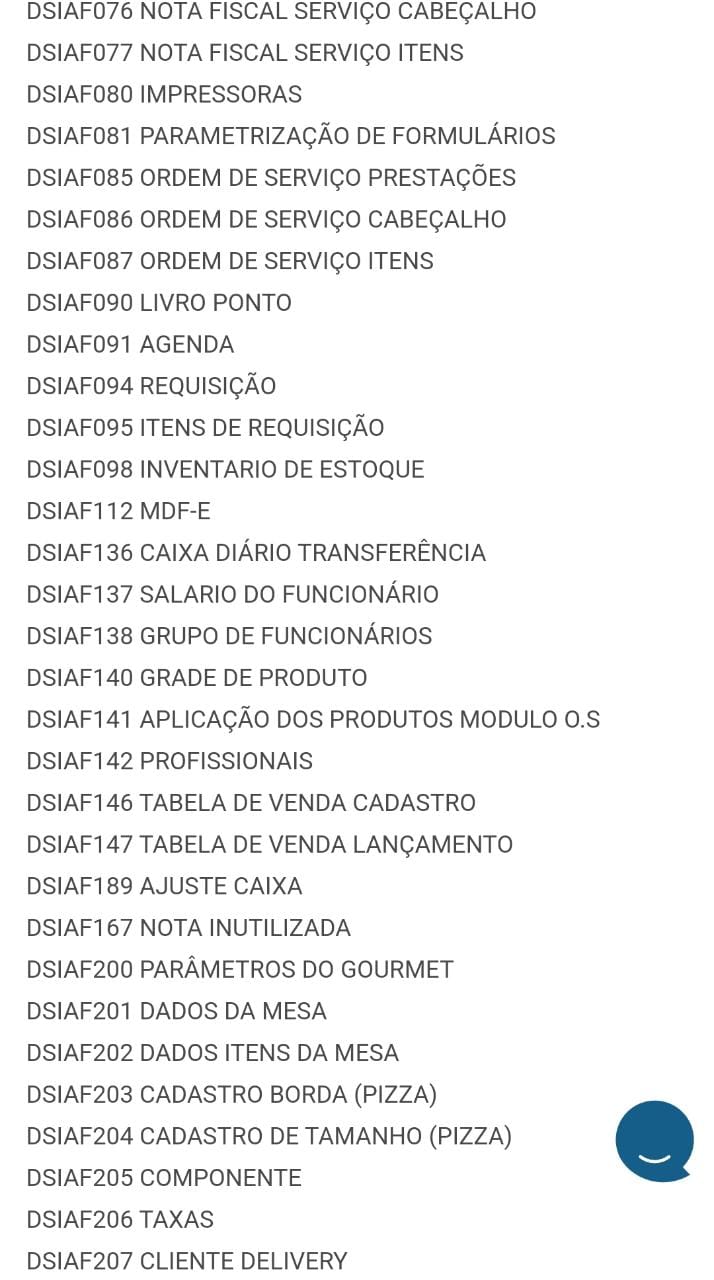 DSIAF076 NOTA FISCAL SERVIÇO CABEÇALHO
DSIAF077 NOTA FISCAL SERVIÇO ITENS
DSIAF080 IMPRESSORAS
DSIAF081 PARAMETRIZAÇÃO DE FORMULÁRIOS
DSIAF085 ORDEM DE SERVIÇO PRESTAÇÕES
DSIAF086 ORDEM DE SERVIÇO CABEÇALHO
DSIAF087 ORDEM DE SERVIÇO ITENS
DSIAF090 LIVRO PONTO
DSIAF091 AGENDA
DSIAF094 REQUISIÇÃO
DSIAF095 ITENS DE REQUISIÇÃO
DSIAF098 INVENTARIO DE ESTOQUE
DSIAF112 MDF-E
DSIAF136 CAIXA DIÁRIO TRANSFERÊNCIA
DSIAF137 SALARIO DO FUNCIONÁRIO
DSIAF138 GRUPO DE FUNCIONÁRIOS
DSIAF140 GRADE DE PRODUTO
DSIAF141 APLICAÇÃO DOS PRODUTOS MODULO O.S
DSIAF142 PROFISSIONAIS
DSIAF146 TABELA DE VENDA CADASTRO
DSIAF147 TABELA DE VENDA LANÇAMENTO
DSIAF189 AJUSTE CAIXA
DSIAF167 NOTA INUTILIZADA
DSIAF200 PARÂMETROS DO GOURMET
DSIAF201 DADOS DA MESA
DSIAF202 DADOS ITENS DA MESA
DSIAF203 CADASTRO BORDA (PIZZA)
DSIAF204 CADASTRO DE TAMANHO (PIZZA)
DSIAF205 COMPONENTE
DSIAF206 TAXAS
DSIAF207 CLIENTE DELIVERY